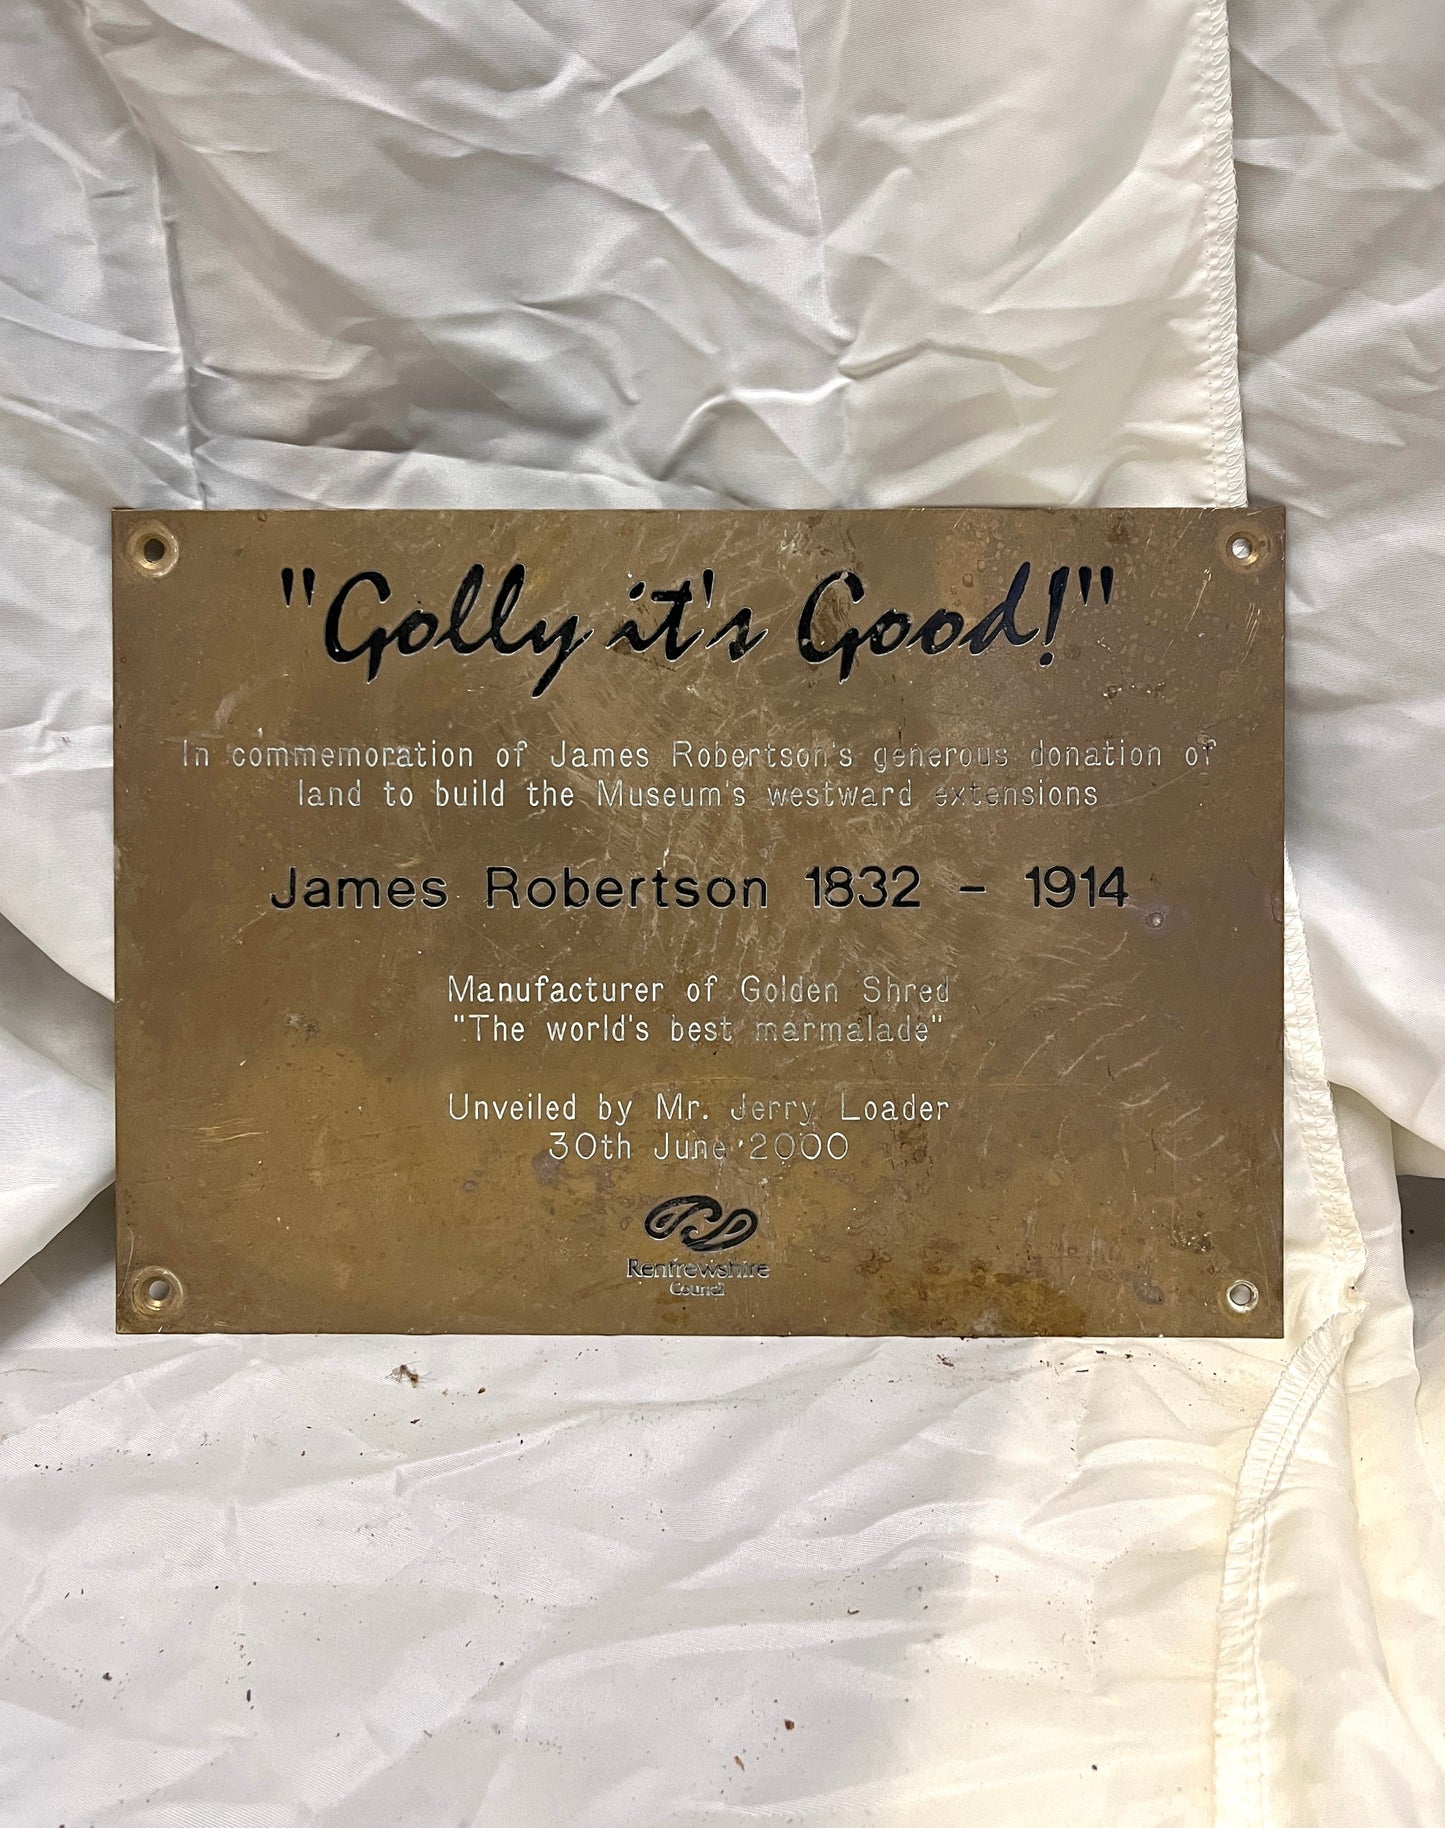 "Golly it's Good!"
In commemoration of James Robertson's generous donation of
land to build the Museum's westward extensions
James Robertson 1832 - 1914
Manufacturer of Golden Shred
"The world's best marmalade"
Unveiled by Mr. Jerry Loader
30th June 2000
Renfrewshire
Council